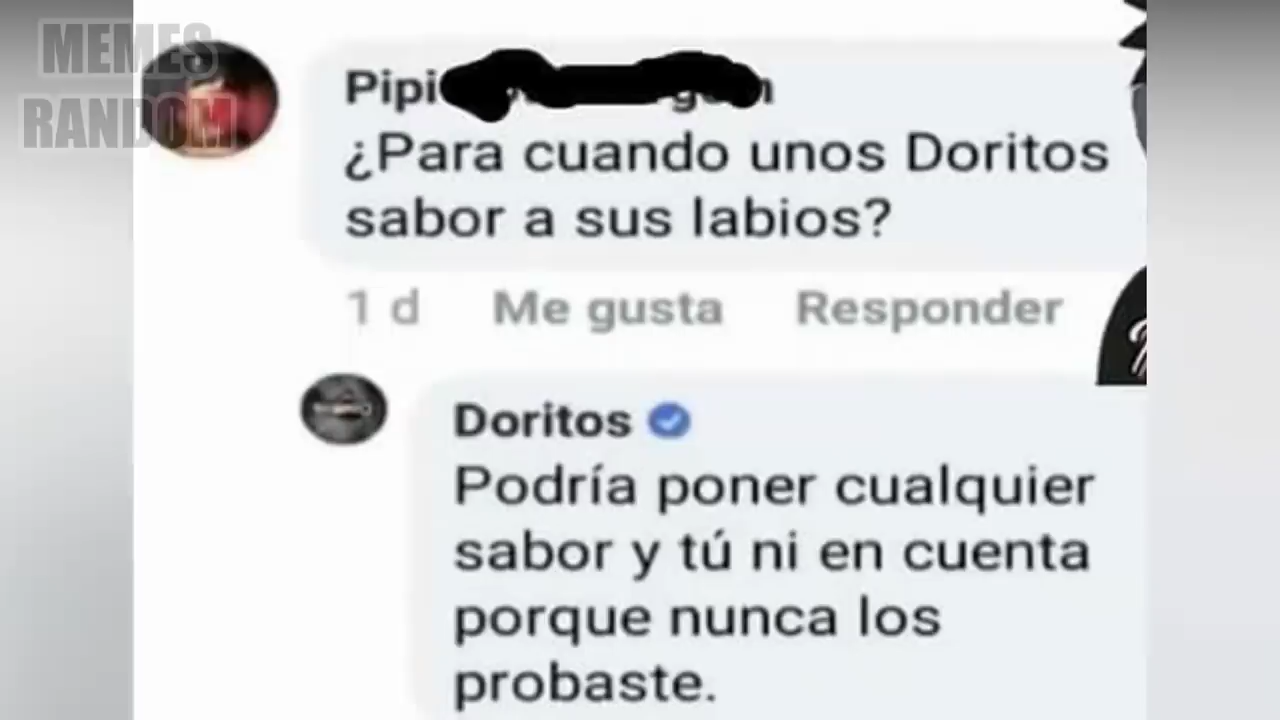 MEMES
RANDOM
Pipi
¿Para cuando unos Doritos
sabor a sus labios?
1 d Me gusta Responder
Doritos
Podría poner cualquier
sabor y tú ni en cuenta
porque nunca los
probaste.